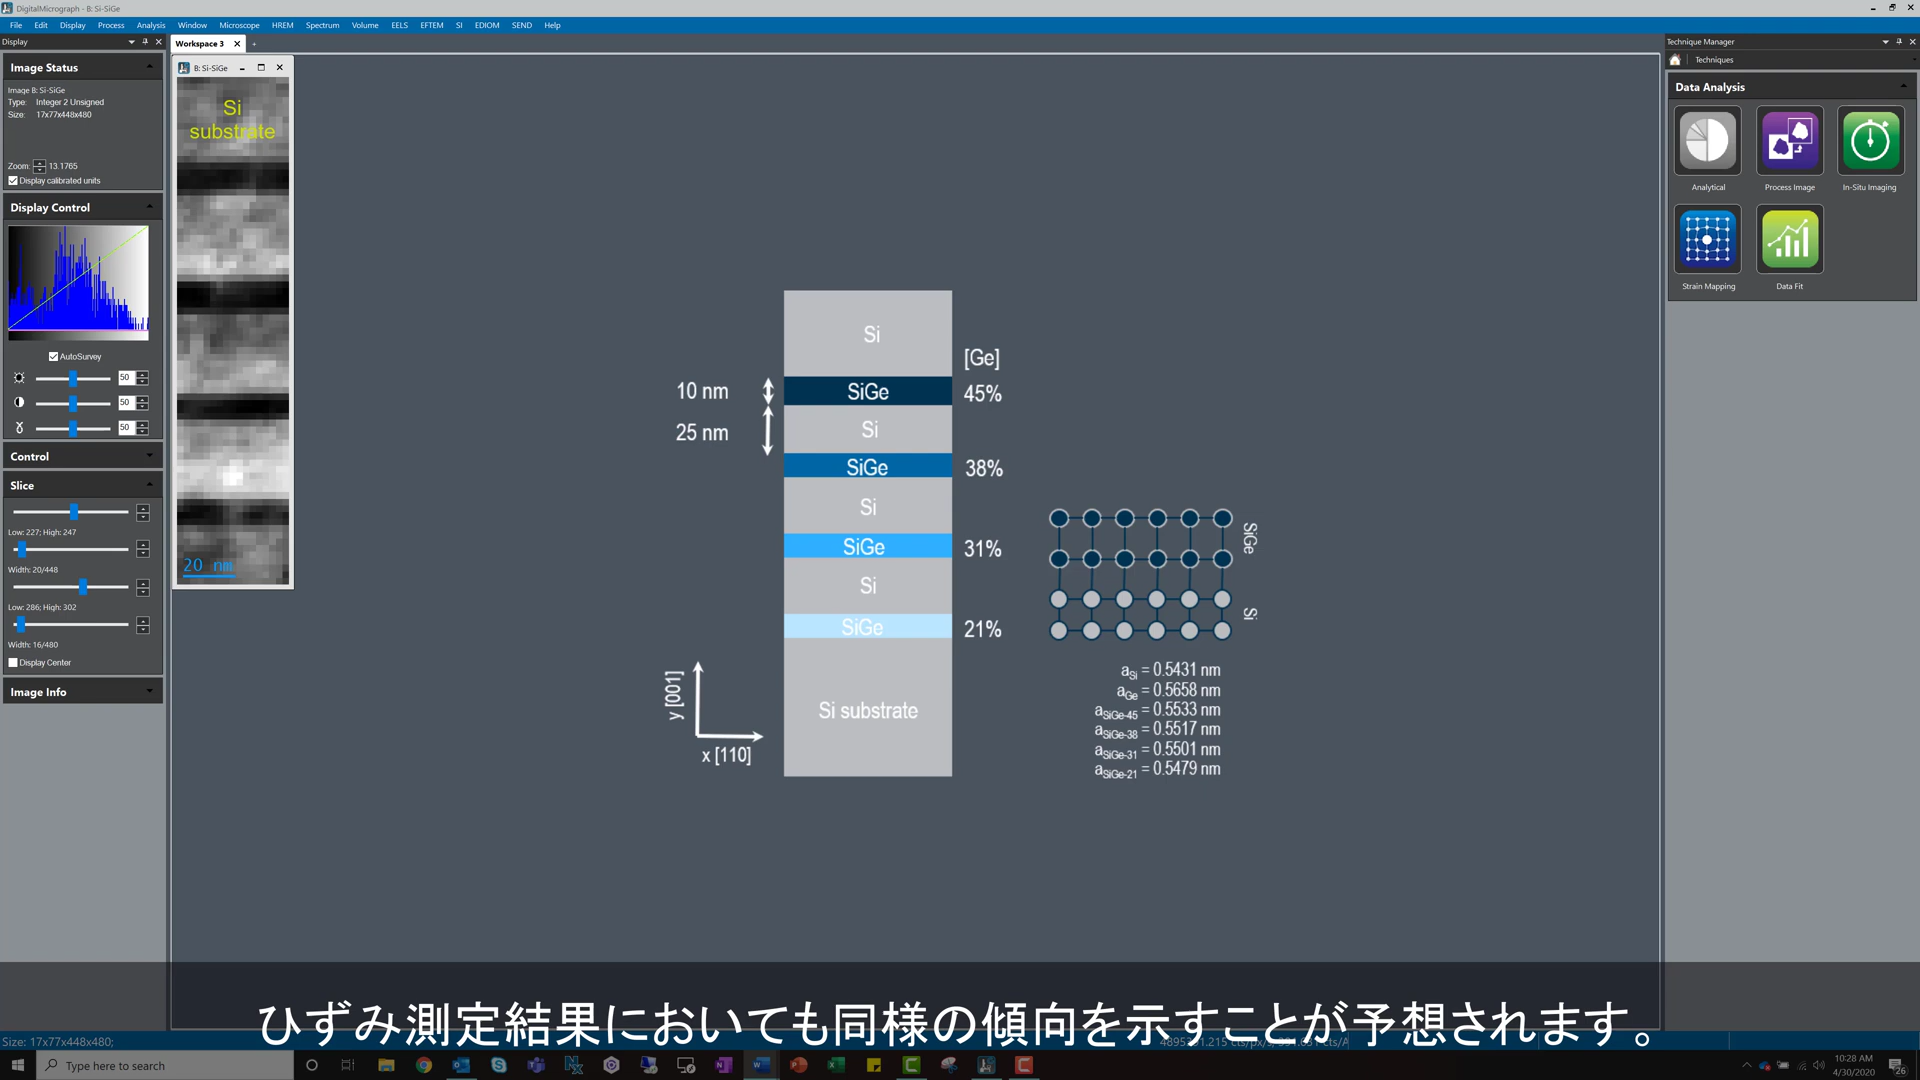 DigitalMicrograph - B: Si-SiGe
File Edit Display Process Analysis Window Microscope HREM Spectrum Volume EELS EFTEM SI EDIOM SEND Help
Display
Workspace 3
Technique Manager
Techniques
Image Status
Image B: Si-SiGe
Type: Integer 2 Unsigned
Size: 17x77x448x480
Zoom: 13.1765
Display calibrated units
Display Control
AutoSurvey
50
50
50
Control
Slice
Low: 227; High: 247
Width: 20/448
Low: 286; High: 302
Width: 16/480
Display Center
Image Info
B: Si-SiGe
Si
substrate
20 nm
Si
[Ge]
10 nm SiGe 45%
25 nm Si
SiGe 38%
Si
SiGe 31%
Si
SiGe 21%
Si substrate
y [001]
x [110]
SiGe
Si
aSi = 0.5431 nm
aGe = 0.5658 nm
aSiGe-45 = 0.5533 nm
aSiGe-38 = 0.5517 nm
aSiGe-31 = 0.5501 nm
aSiGe-21 = 0.5479 nm
Data Analysis
Analytical Process Image In-Situ Imaging
Strain Mapping Data Fit
ひずみ測定結果においても同様の傾向を示すことが予想されます。
Size: 17x77x448x480;
Type here to search
10:28 AM
4/30/2020
26